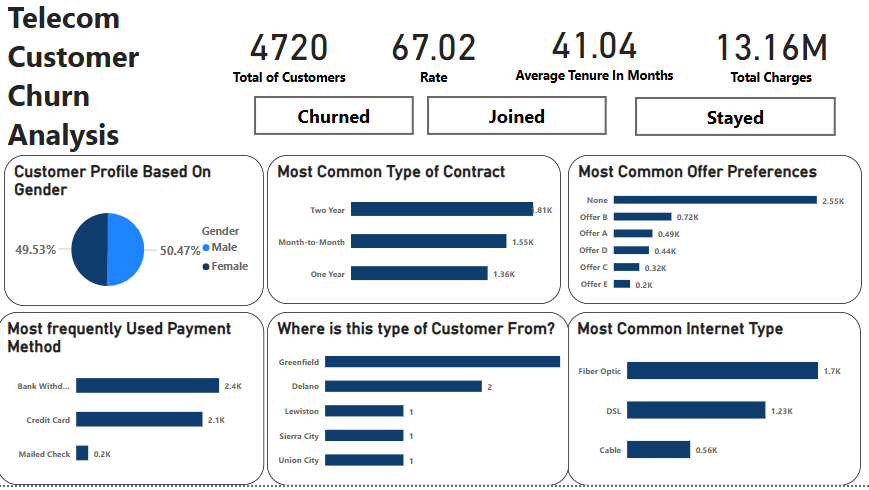 Telecom
Customer
Churn
Analysis
4720
Total of Customers
67.02
Rate
41.04
Average Tenure In Months
13.16M
Total Charges
Churned
Joined
Stayed
Customer Profile Based On
Gender
49.53%
50.47%
Gender
Male
Female
Most Common Type of Contract
Two Year
.81K
Month-to-Month
1.55K
One Year
1.36K
Most Common Offer Preferences
None
2.55K
Offer B
0.72K
Offer A
0.49K
Offer D
0.44K
Offer C
0.32K
Offer E
0.2K
Most frequently Used Payment
Method
Bank Withd...
2.4K
Credit Card
2.1K
Mailed Check
0.2K
Where is this type of Customer From?
Greenfield
Delano
2
Lewiston
1
Sierra City
1
Union City
1
Most Common Internet Type
Fiber Optic
1.7K
DSL
1.23K
Cable
0.56K